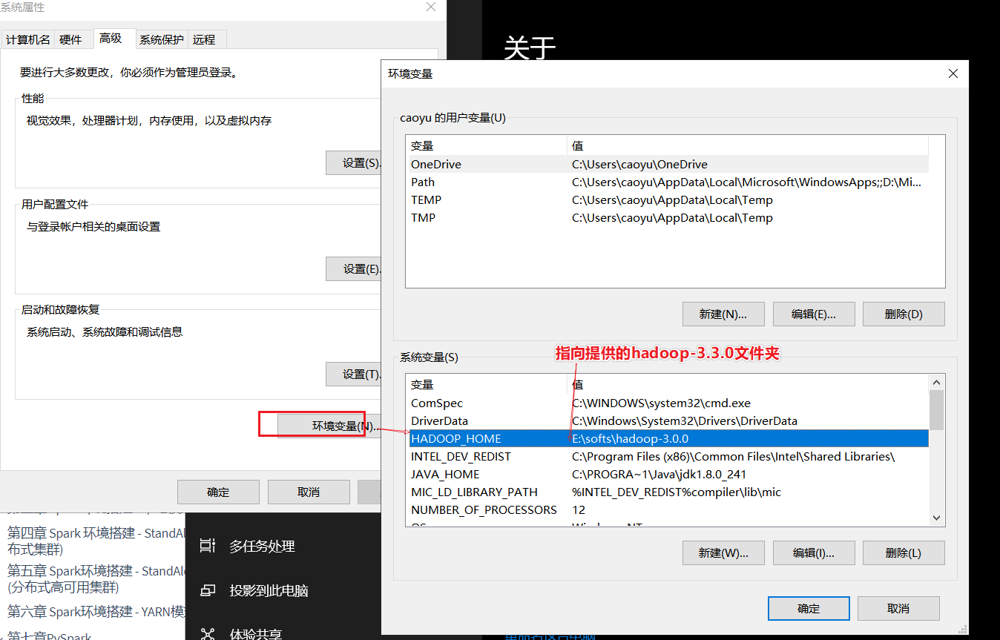 系统属性
计算机名
硬件
高级
系统保护
远程
要进行大多数更改，你必须作为管理员登录。
性能
视觉效果，处理器计划，内存使用，以及虚拟内存
设置(S)...
用户配置文件
与登录帐户相关的桌面设置
设置(E)...
启动和故障恢复
系统启动、系统故障和调试信息
设置(T)...
环境变量(N)...
确定
取消
关于
环境变量
caoyu 的用户变量(U)
变量 值
OneDrive C:\Users\caoyu\OneDrive
Path C:\Users\caoyu\AppData\Local\Microsoft\WindowsApps;;D:\Mi...
TEMP C:\Users\caoyu\AppData\Local\Temp
TMP C:\Users\caoyu\AppData\Local\Temp
新建(N)...
编辑(E)...
删除(D)
指向提供的hadoop-3.3.0文件夹
系统变量(S)
变量 值
ComSpec C:\WINDOWS\system32\cmd.exe
DriverData C:\Windows\System32\Drivers\DriverData
HADOOP_HOME E:\softs\hadoop-3.0.0
INTEL_DEV_REDIST C:\Program Files (x86)\Common Files\Intel\Shared Libraries\
JAVA_HOME C:\PROGRA~1\Java\jdk1.8.0_241
MIC_LD_LIBRARY_PATH %INTEL_DEV_REDIST%compiler\lib\mic
NUMBER_OF_PROCESSORS 12
OS Windows_NT
新建(W)...
编辑(I)...
删除(L)
确定
取消
第四章 Spark 环境搭建 - StandAl
布式集群)
第五章 Spark环境搭建 - StandAl
(分布式高可用集群)
第六章 Spark环境搭建 - YARN模
第七章PySpark
多任务处理
投影到此电脑
体验共享
重命名这台电脑